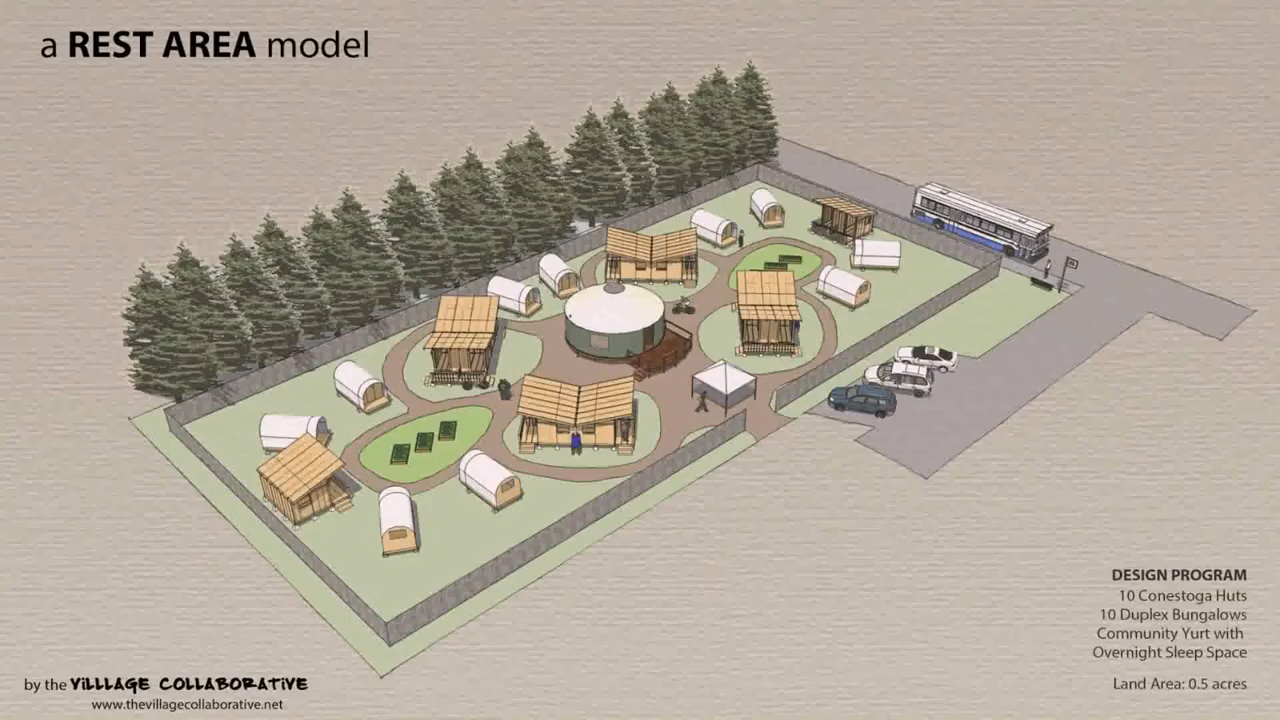 a REST AREA model
DESIGN PROGRAM
10 Conestoga Huts
10 Duplex Bungalows
Community Yurt with
Overnight Sleep Space
Land Area: 0.5 acres
by the ViLLLAGE COLLABORATiVE
www.thevillagecollaborative.net